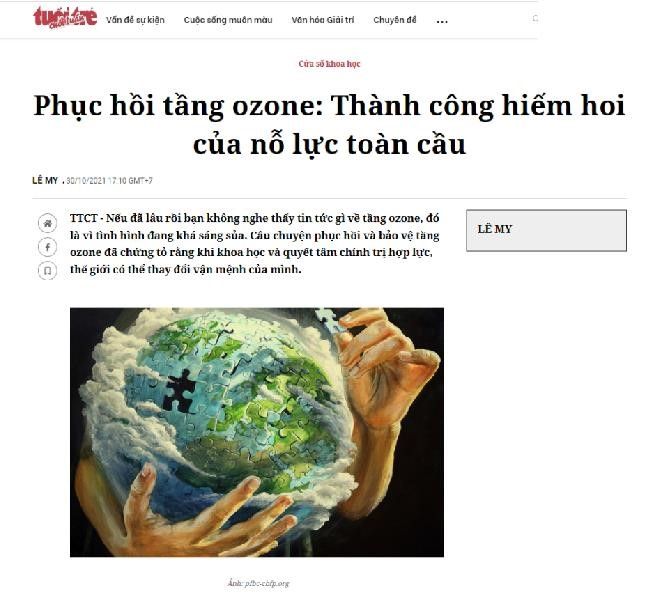 tuổi trẻ Vấn đề sự kiện Cuộc sống muôn màu Văn hóa Giải trí Chuyên đề ...
Cửa sổ khoa học
Phục hồi tầng ozone: Thành công hiếm hoi
của nỗ lực toàn cầu
LÊ MY . 30/10/2021 17:10 GMT+7
TTCT - Nếu đã lâu rồi bạn không nghe thấy tin tức gì về tầng ozone, đó
là vì tình hình đang khá sáng sủa. Câu chuyện phục hồi và bảo vệ tầng
ozone đã chứng tỏ rằng khi khoa học và quyết tâm chính trị hợp lực,
thế giới có thể thay đổi vận mệnh của mình.
LÊ MY
Ảnh: pfbc-cbfp.org